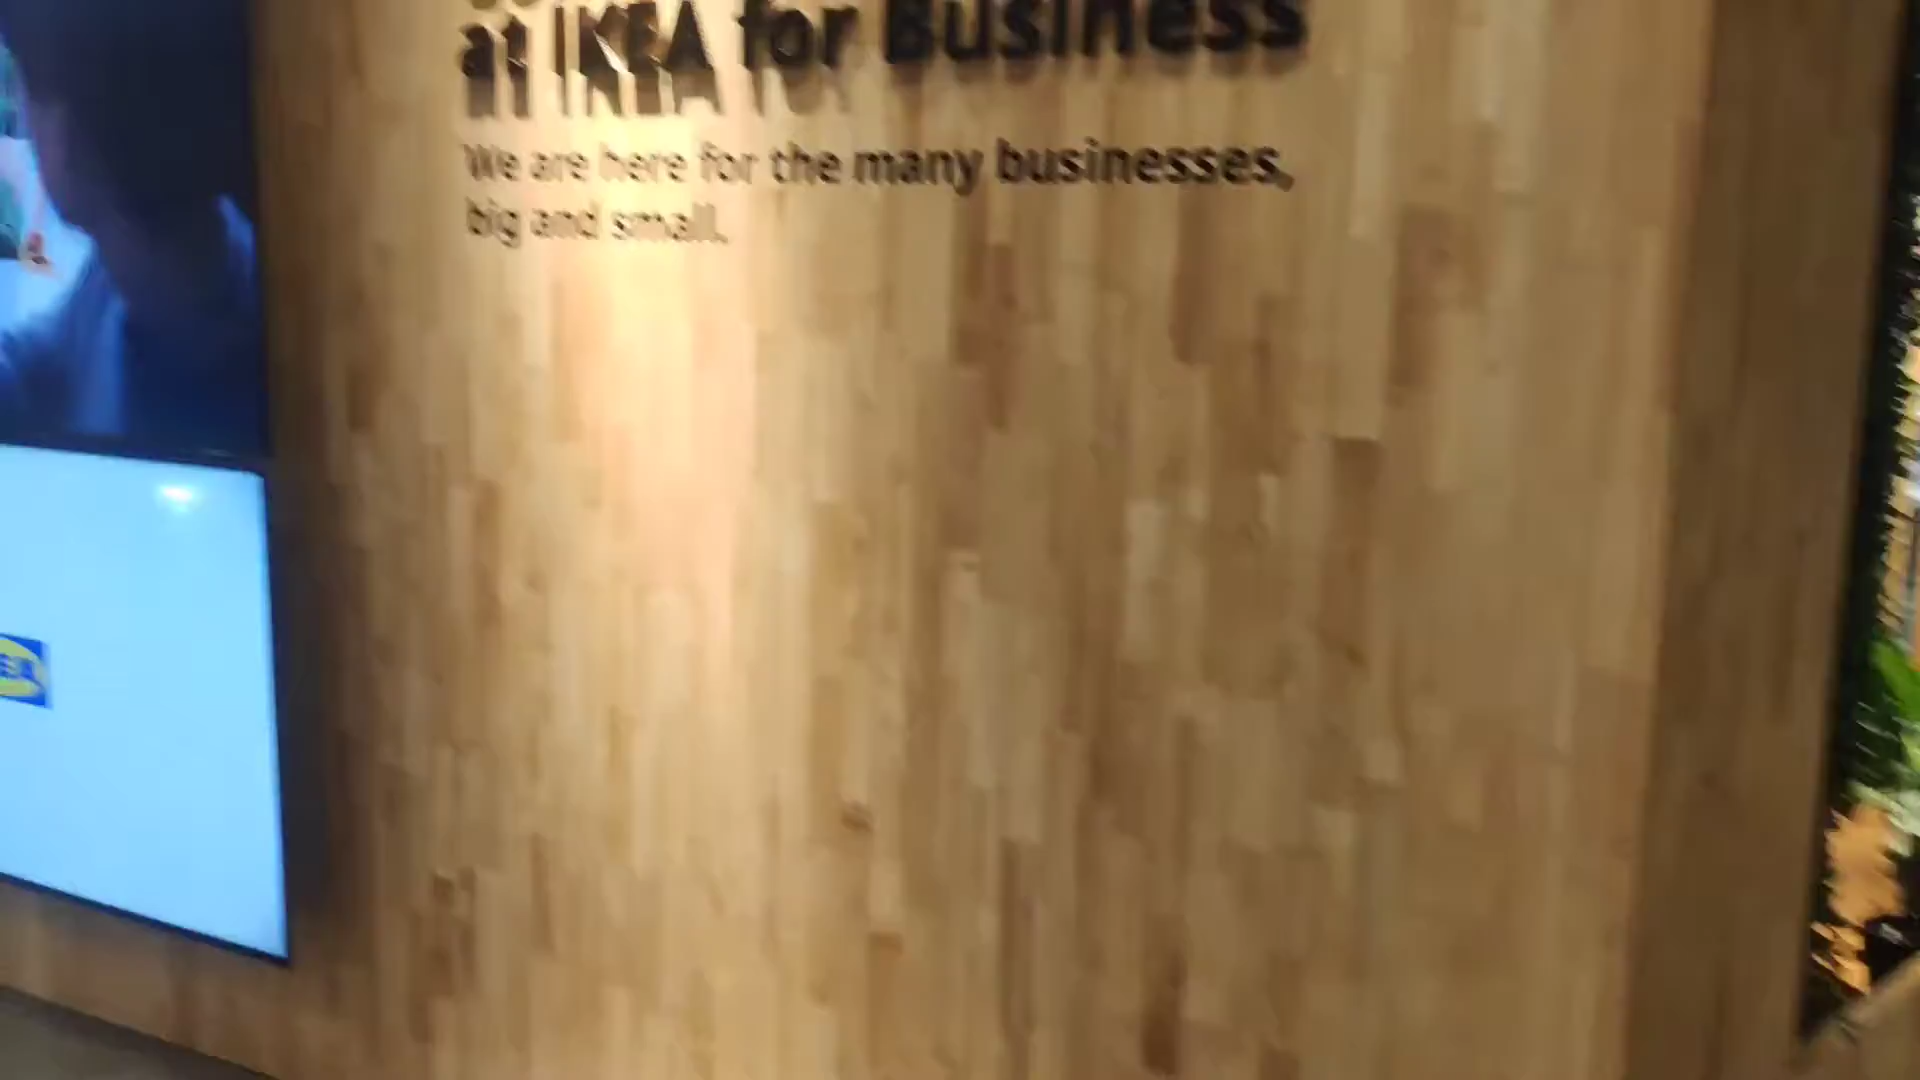 at IKEA for Business
We are here for the many businesses,
big and small.